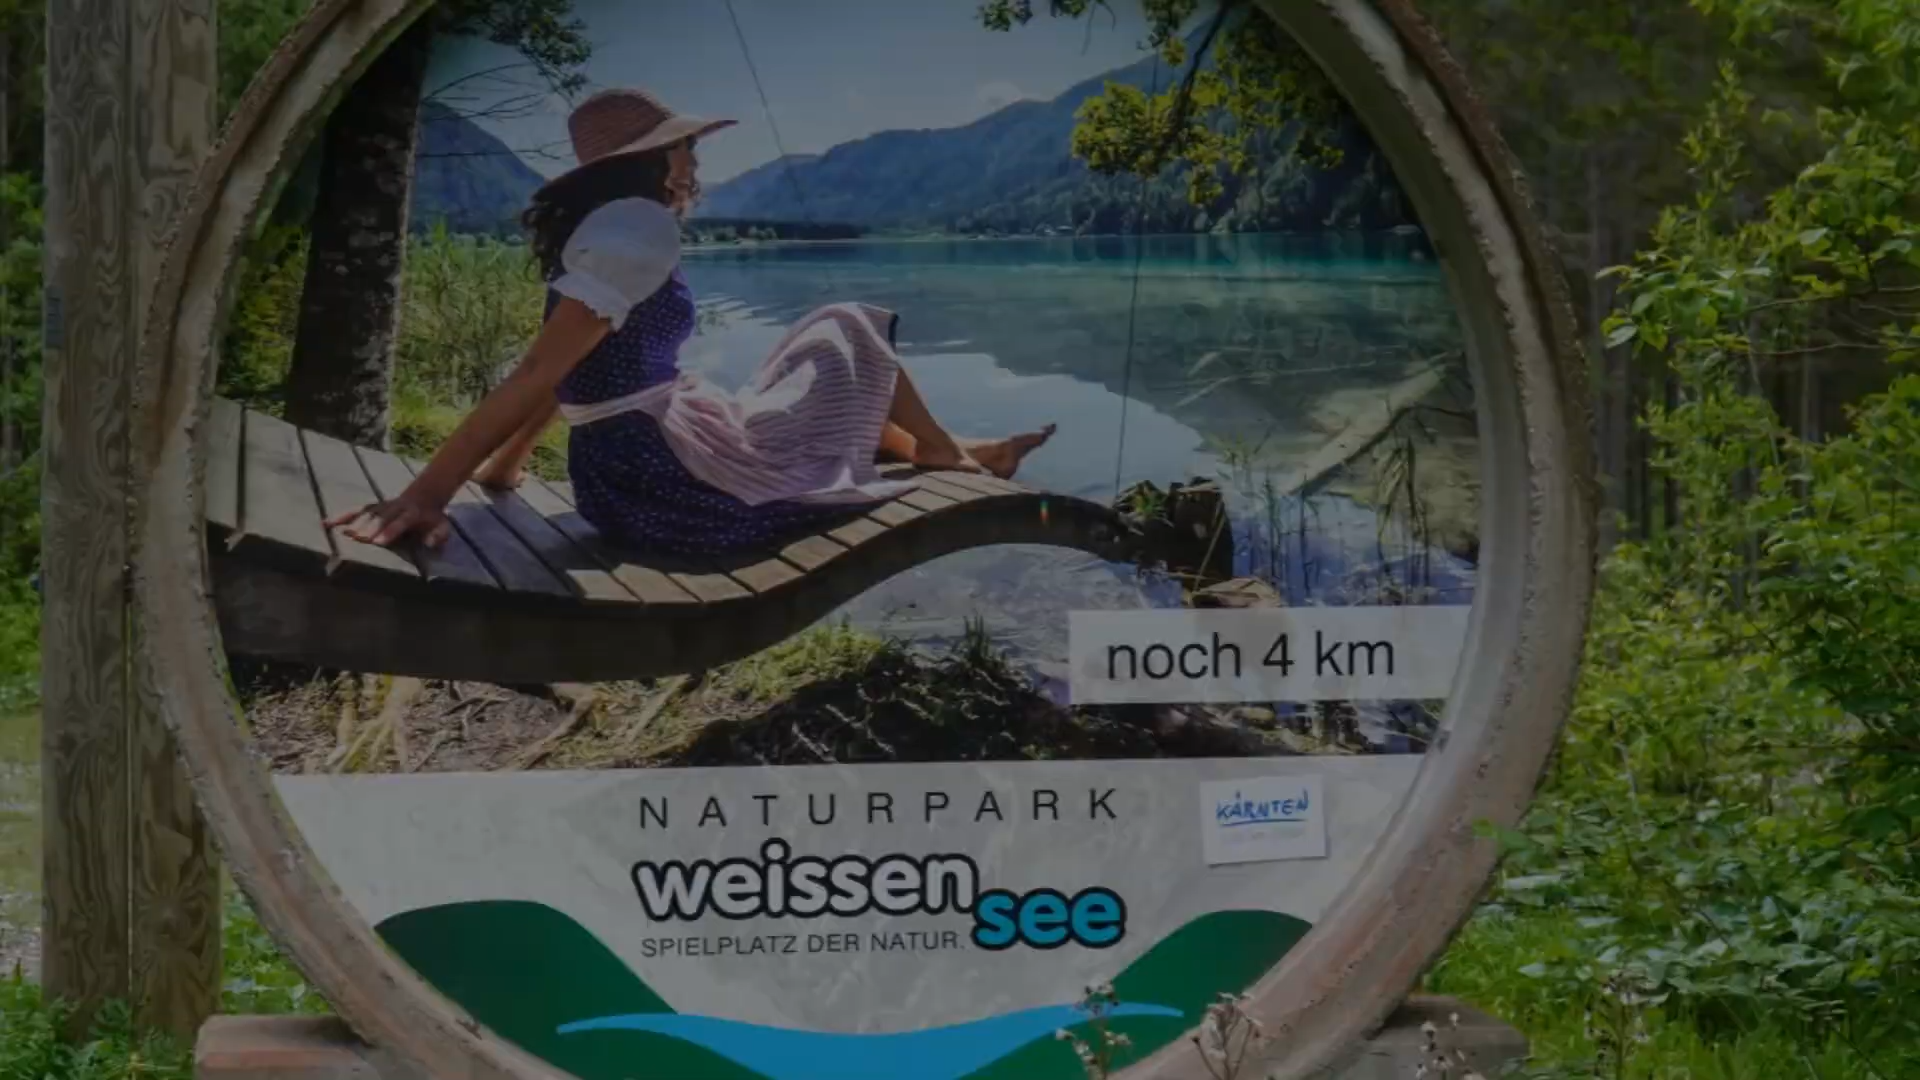 noch 4 km
NATURPARK
KÄRNTEN
weissen
see
SPIELPLATZ DER NATUR.